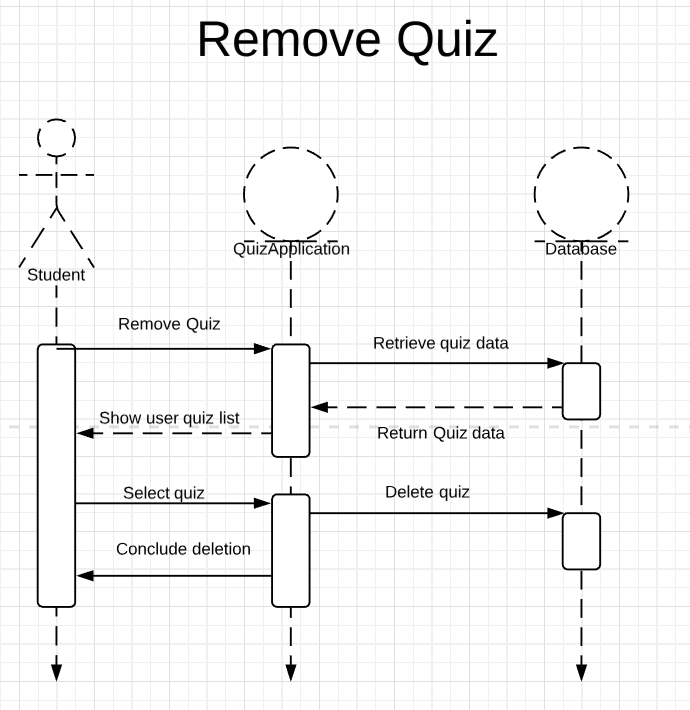 Remove Quiz
QuizApplication
Database
Student
Remove Quiz
Retrieve quiz data
Show user quiz list
Return Quiz data
Select quiz
Delete quiz
Conclude deletion